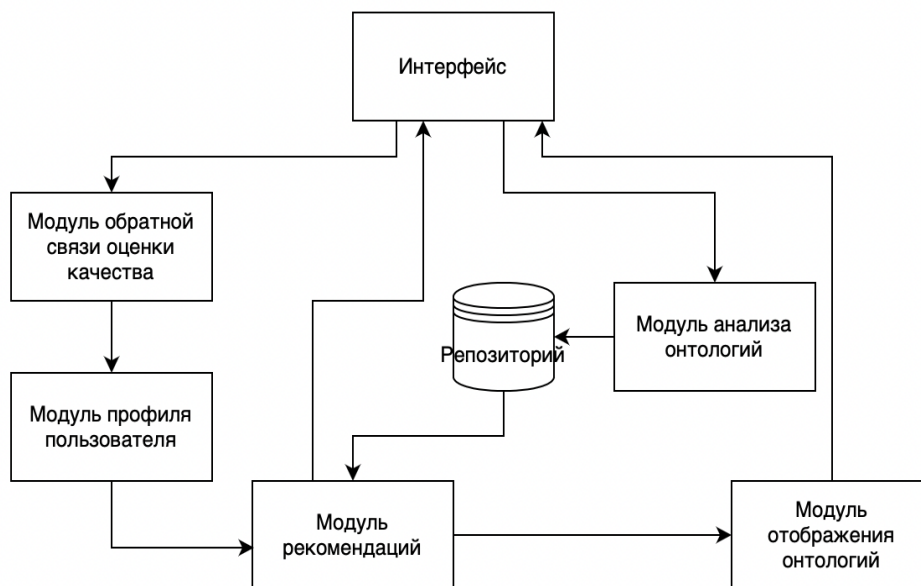 Интерфейс
Модуль обратной
связи оценки
качества
Модуль анализа
онтологий
Репозиторий
Модуль профиля
пользователя
Модуль
рекомендаций
Модуль
отображения
онтологий